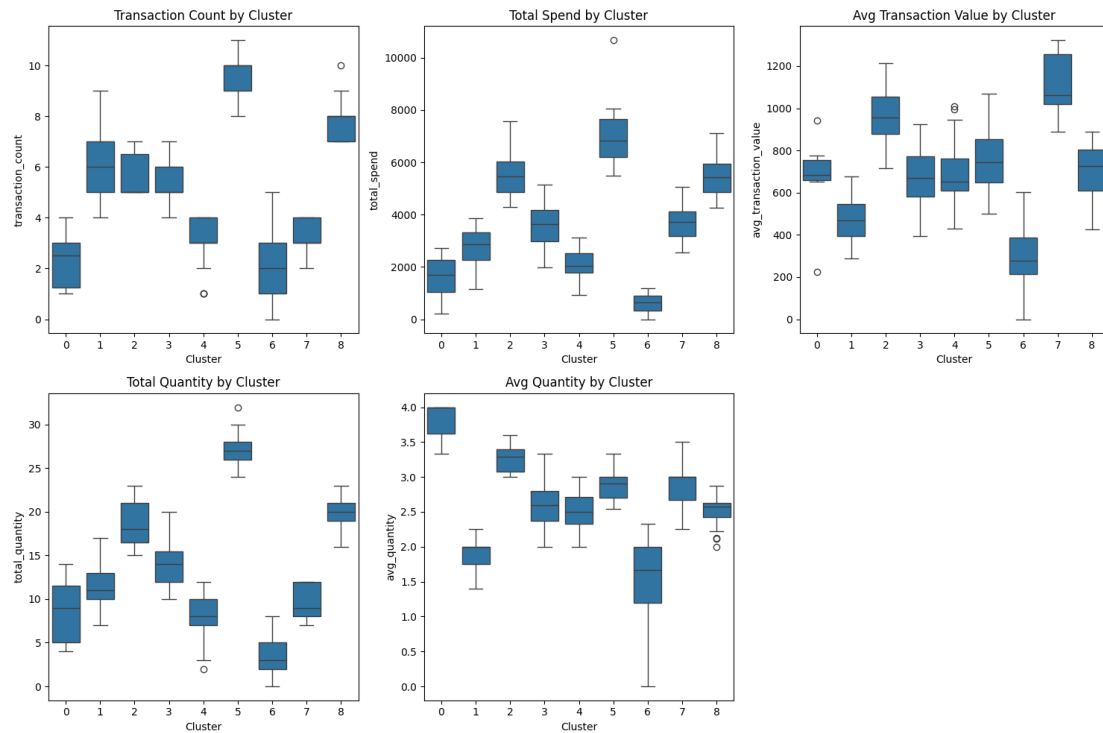 Transaction Count by Cluster
transaction_count
10
8
6
4
2
0
0 1 2 3 4 5 6 7 8
Cluster
Total Spend by Cluster
total_spend
10000
8000
6000
4000
2000
0
0 1 2 3 4 5 6 7 8
Cluster
Avg Transaction Value by Cluster
avg_transaction_value
1200
1000
800
600
400
200
0
0 1 2 3 4 5 6 7 8
Cluster
Total Quantity by Cluster
total_quantity
30
25
20
15
10
5
0
0 1 2 3 4 5 6 7 8
Cluster
Avg Quantity by Cluster
avg_quantity
4.0
3.5
3.0
2.5
2.0
1.5
1.0
0.5
0.0
0 1 2 3 4 5 6 7 8
Cluster